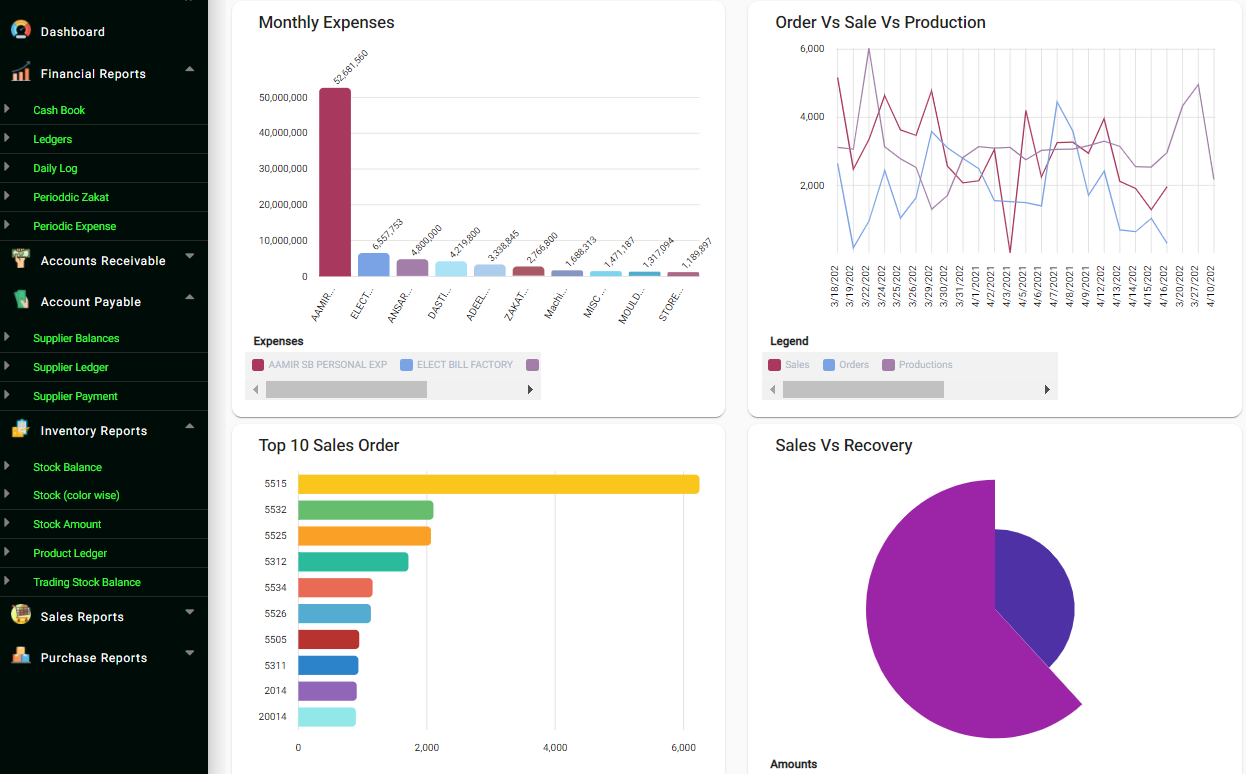 Dashboard
Financial Reports
Cash Book
Ledgers
Daily Log
Perioddic Zakat
Periodic Expense
Accounts Receivable
Account Payable
Supplier Balances
Supplier Ledger
Supplier Payment
Inventory Reports
Stock Balance
Stock (color wise)
Stock Amount
Product Ledger
Trading Stock Balance
Sales Reports
Purchase Reports
Monthly Expenses
50,000,000
40,000,000
30,000,000
20,000,000
10,000,000
0
52,681,560
6,557,753
4,800,000
4,219,800
3,338,845
2,766,800
1,688,313
1,471,187
1,317,094
1,189,897
AAMIR...
ELECT...
ANSAR...
DASTI...
ADEEL...
ZAKAT...
Machi...
MISC ...
MOULD...
STORE...
Expenses
AAMIR SB PERSONAL EXP
ELECT BILL FACTORY
Order Vs Sale Vs Production
6,000
4,000
2,000
3/18/202
3/19/202
3/22/202
3/24/202
3/25/202
3/26/202
3/29/202
3/30/202
3/31/202
4/1/2021
4/2/2021
4/3/2021
4/5/2021
4/6/2021
4/7/2021
4/8/2021
4/9/2021
4/12/202
4/13/202
4/14/202
4/15/202
4/16/202
3/20/202
3/27/202
4/10/202
Legend
Sales
Orders
Productions
Top 10 Sales Order
5515
5532
5525
5312
5534
5526
5505
5311
2014
20014
0
2,000
4,000
6,000
Sales Vs Recovery
Amounts